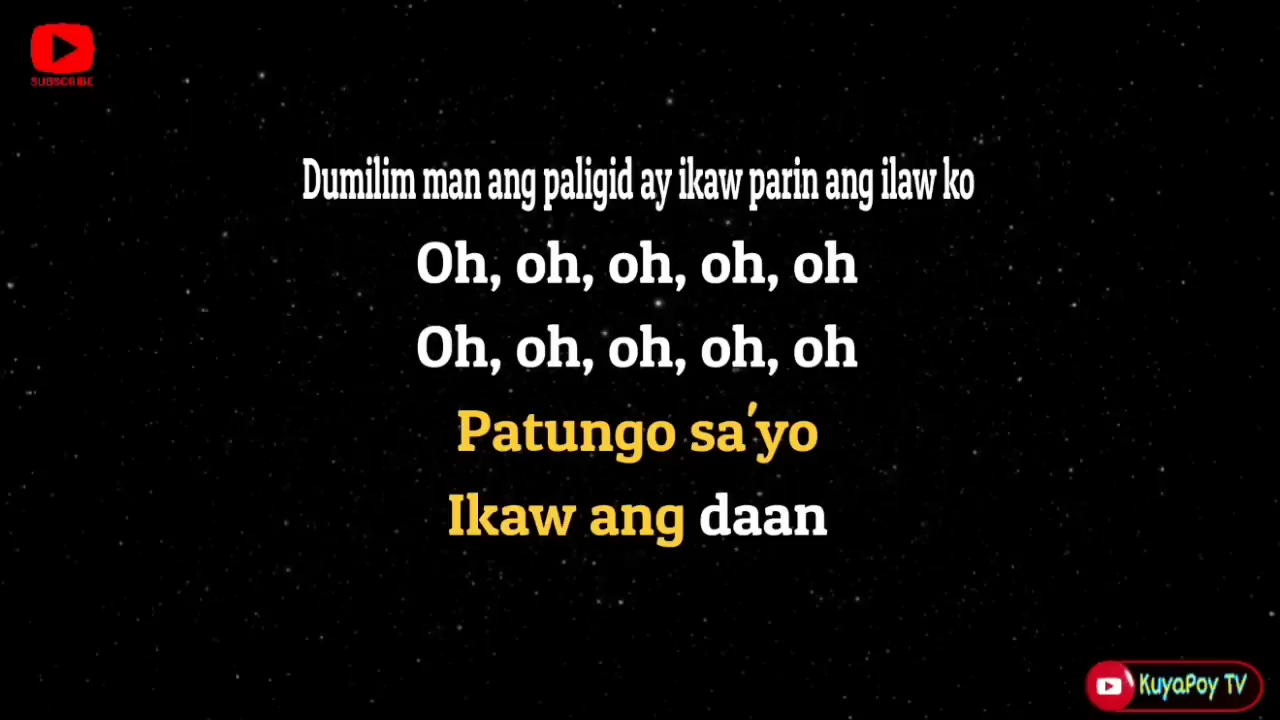 SUBSCRIBE
Dumilim man ang paligid ay ikaw parin ang ilaw ko
Oh, oh, oh, oh, oh
Oh, oh, oh, oh, oh
Patungo sa'yo
Ikaw ang daan
KuyaPoy TV